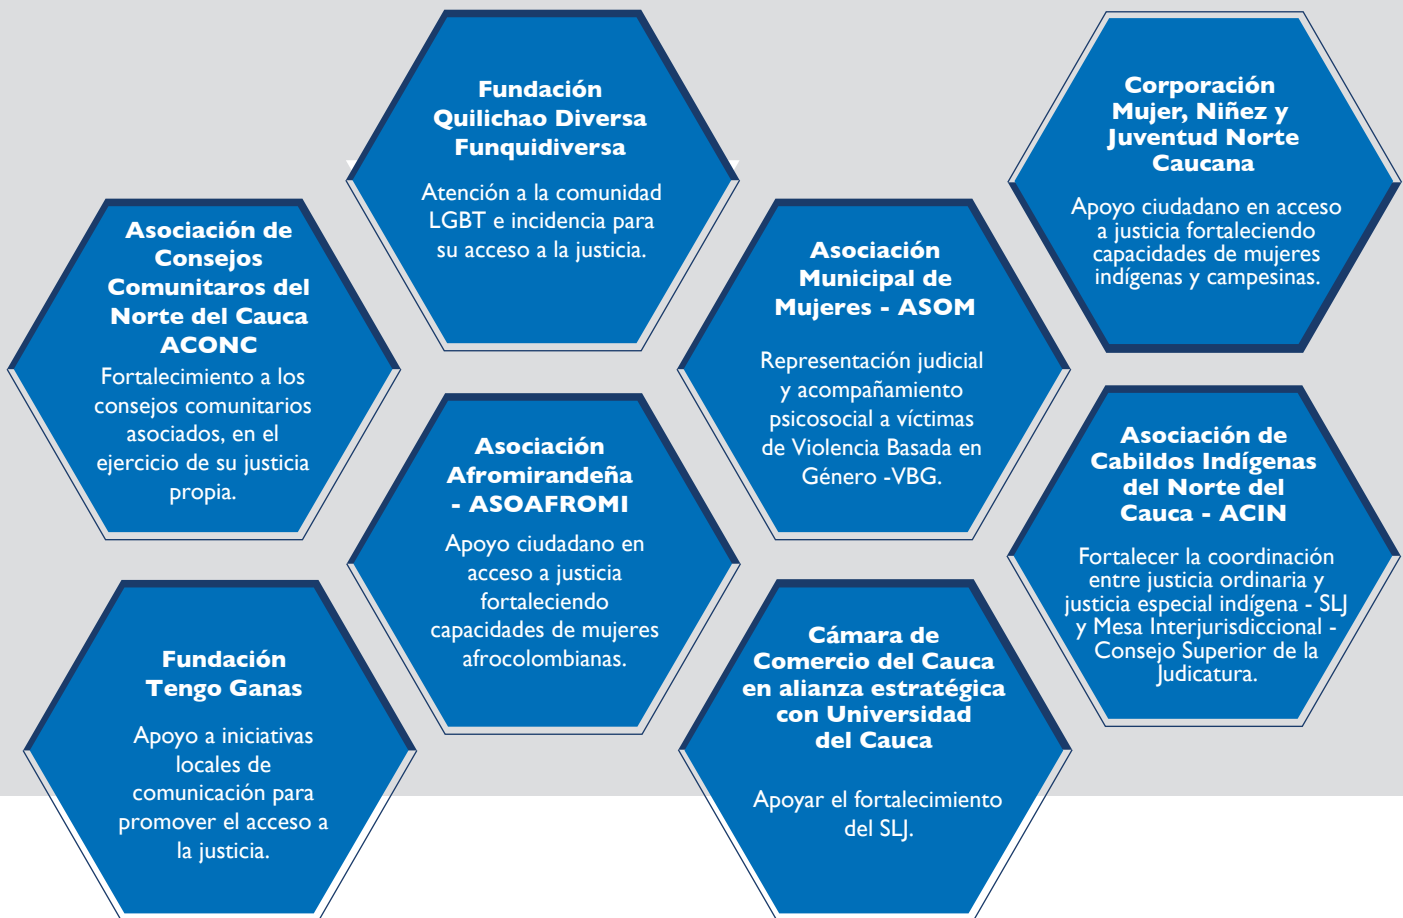 Fundación
Quilichao Diversa
Funquidiversa
Atención a la comunidad
LGBT e incidencia para
su acceso a la justicia.
Corporación
Mujer, Niñez y
Juventud Norte
Caucana
Apoyo ciudadano en acceso
a justicia fortaleciendo
capacidades de mujeres
indígenas y campesinas.
Asociación de
Consejos
Comunitaros del
Norte del Cauca
ACONC
Fortalecimiento a los
consejos comunitarios
asociados, en el
ejercicio de su justicia
propia.
Asociación
Municipal de
Mujeres - ASOM
Representación judicial
y acompañamiento
psicosocial a víctimas
de Violencia Basada en
Género -VBG.
Asociación
Afromirandeña
- ASOAFROMI
Apoyo ciudadano en
acceso a justicia
fortaleciendo
capacidades de mujeres
afrocolombianas.
Asociación de
Cabildos Indígenas
del Norte del
Cauca - ACIN
Fortalecer la coordinación
entre justicia ordinaria y
justicia especial indígena - SLJ
y Mesa Interjurisdiccional -
Consejo Superior de la
Judicatura.
Fundación
Tengo Ganas
Apoyo a iniciativas
locales de
comunicación para
promover el acceso a
la justicia.
Cámara de
Comercio del Cauca
en alianza estratégica
con Universidad
del Cauca
Apoyar el fortalecimiento
del SLJ.